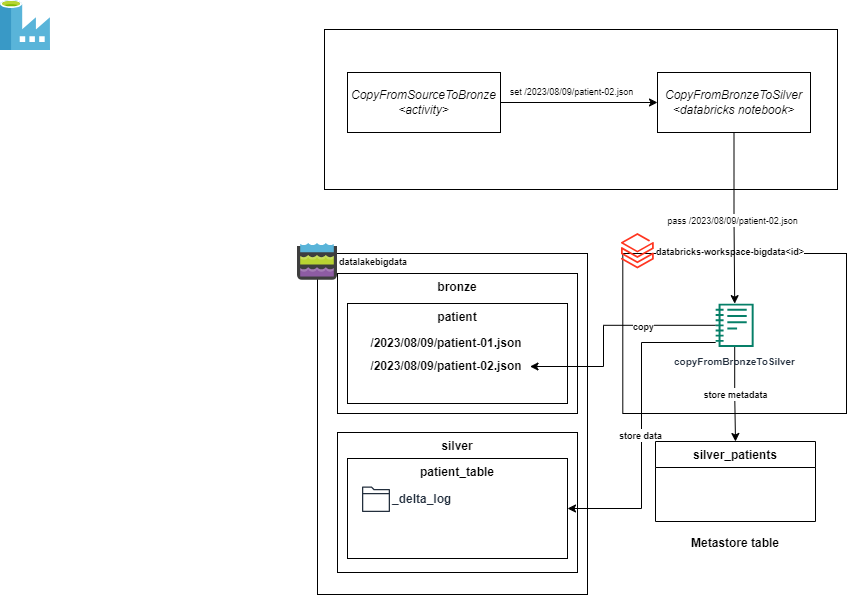 CopyFromSourceToBronze
<activity>
set /2023/08/09/patient-02.json
CopyFromBronzeToSilver
<databricks notebook>
pass /2023/08/09/patient-02.json
databricks-workspace-bigdata<id>
datalakebigdata
bronze
patient
/2023/08/09/patient-01.json
/2023/08/09/patient-02.json
copy
copyFromBronzeToSilver
store metadata
store data
silver
patient_table
_delta_log
silver_patients
Metastore table